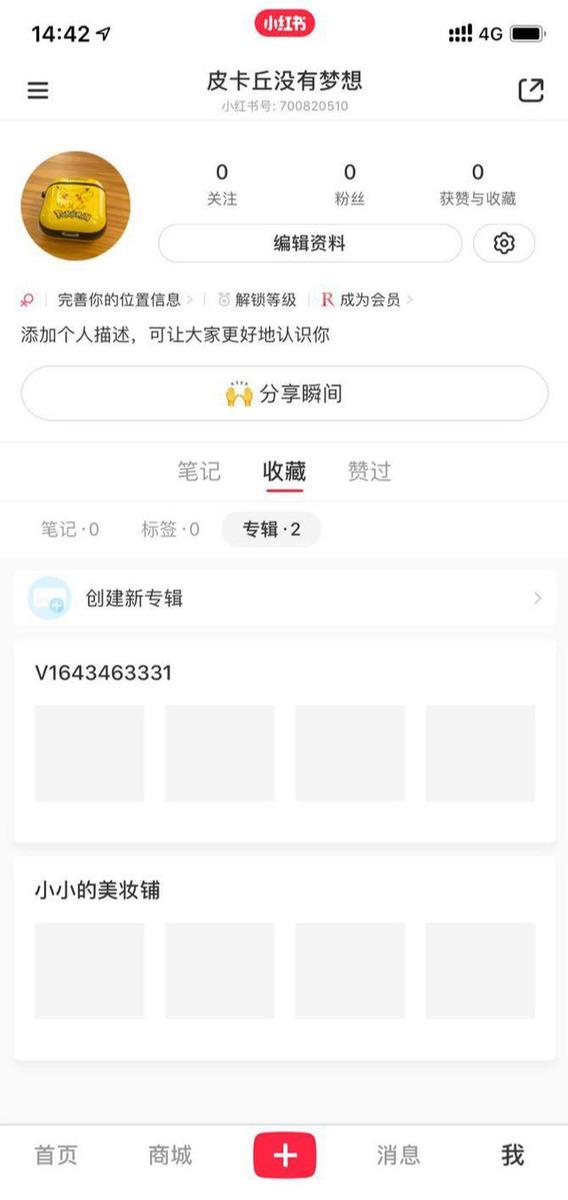 14:42
小红书
4G
皮卡丘没有梦想
小红书号: 700820510
0
0
0
关注
粉丝
获赞与收藏
编辑资料
完善你的位置信息
解锁等级
R 成为会员
添加个人描述，可让大家更好地认识你
分享瞬间
笔记
收藏
赞过
笔记·0
标签·0
专辑·2
创建新专辑
V1643463331
小小的美妆铺
首页
商城
消息
我